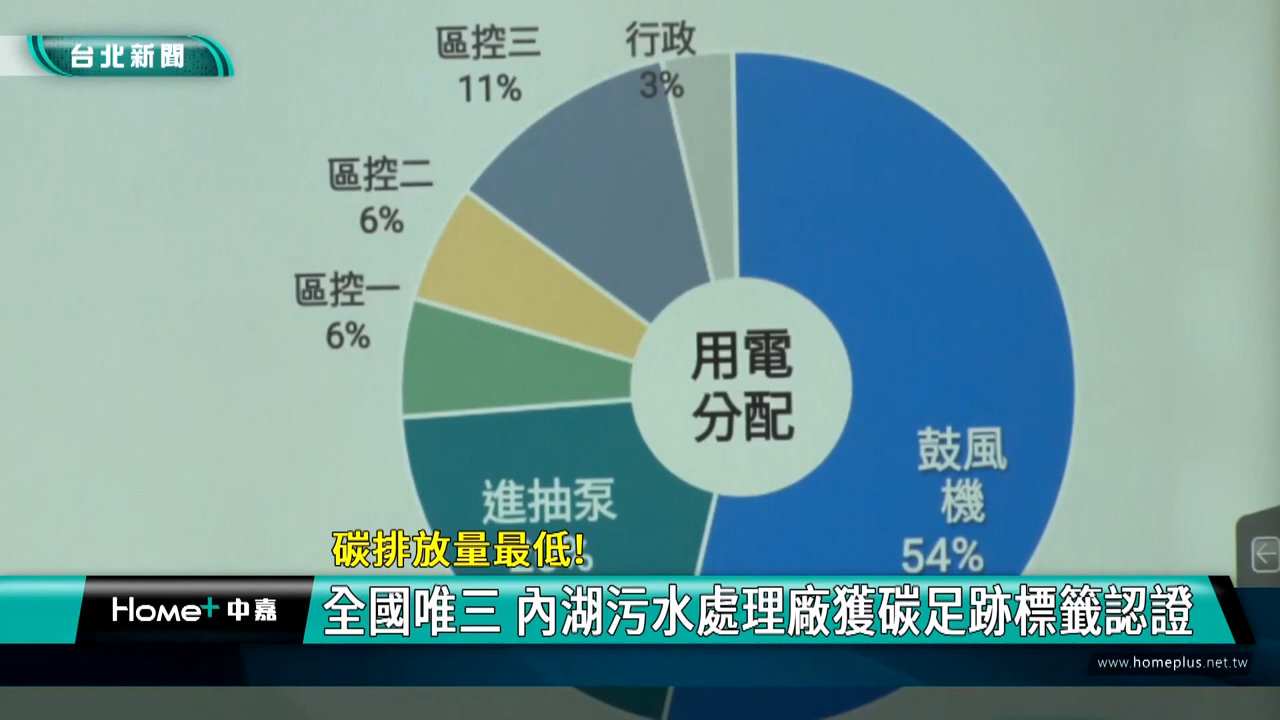 台北新聞
區控三
11%
行政
3%
區控二
6%
區控一
6%
用電
分配
鼓風
機
54%
進抽泵
碳排放量最低!
Home+中嘉
全國唯三 內湖污水處理廠獲碳足跡標籤認證
www.homeplus.net.tw